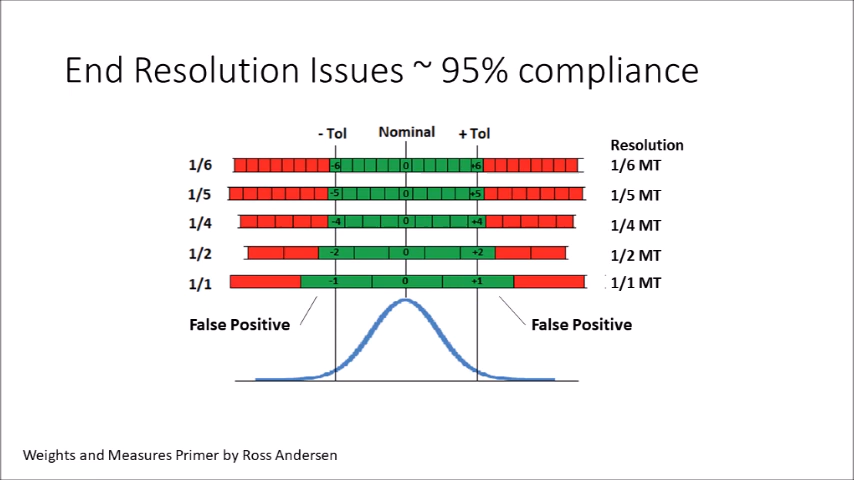 End Resolution Issues ~ 95% compliance
- Tol Nominal + Tol
Resolution
1/6 -6 0 +6 1/6 MT
1/5 -5 0 +5 1/5 MT
1/4 -4 0 +4 1/4 MT
1/2 -2 0 +2 1/2 MT
1/1 -1 0 +1 1/1 MT
False Positive False Positive
Weights and Measures Primer by Ross Andersen